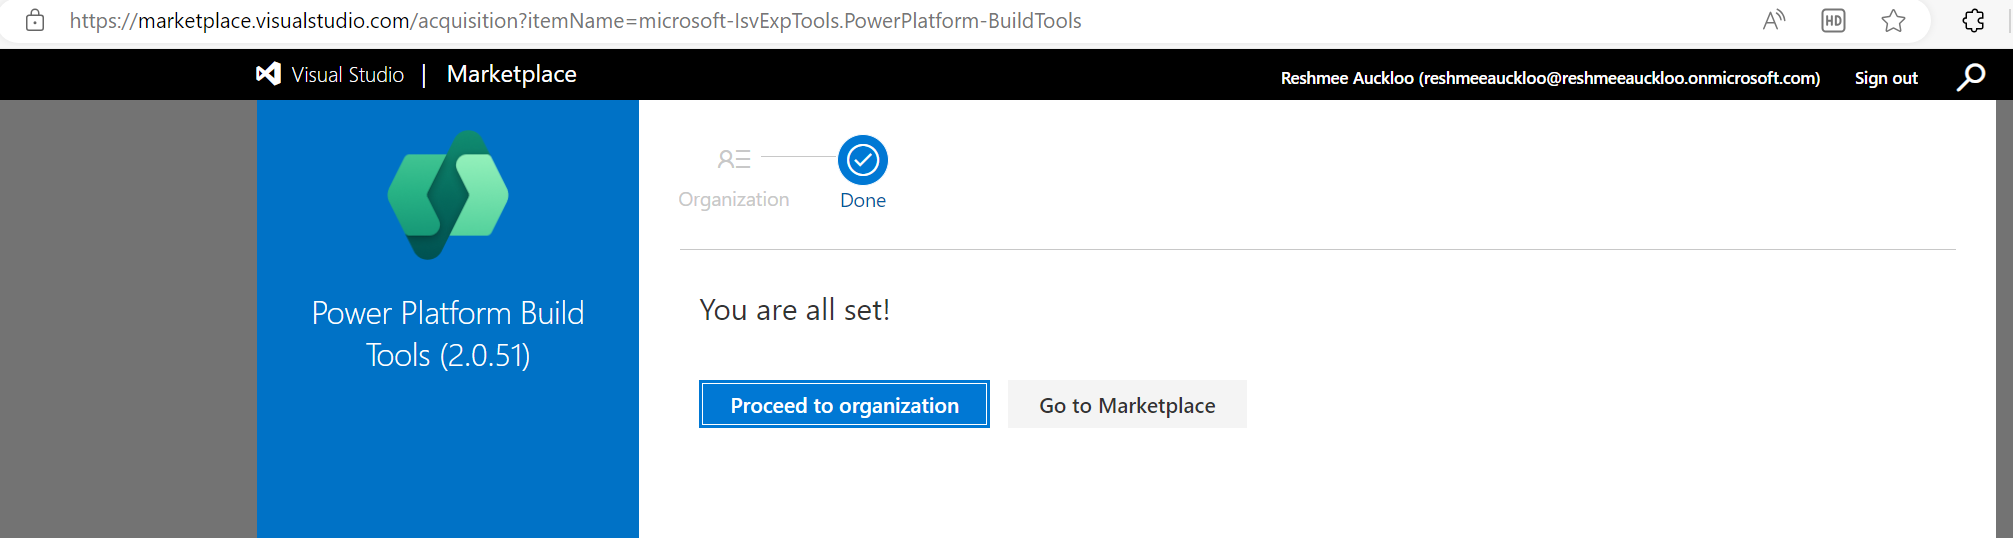 https://marketplace.visualstudio.com/acquisition?itemName=microsoft-IsvExpTools.PowerPlatform-BuildTools
A
HD
Visual Studio | Marketplace
Reshmee Auckloo (reshmeeauckloo@reshmeeauckloo.onmicrosoft.com) Sign out
Organization
Done
Power Platform Build
Tools (2.0.51)
You are all set!
Proceed to organization
Go to Marketplace